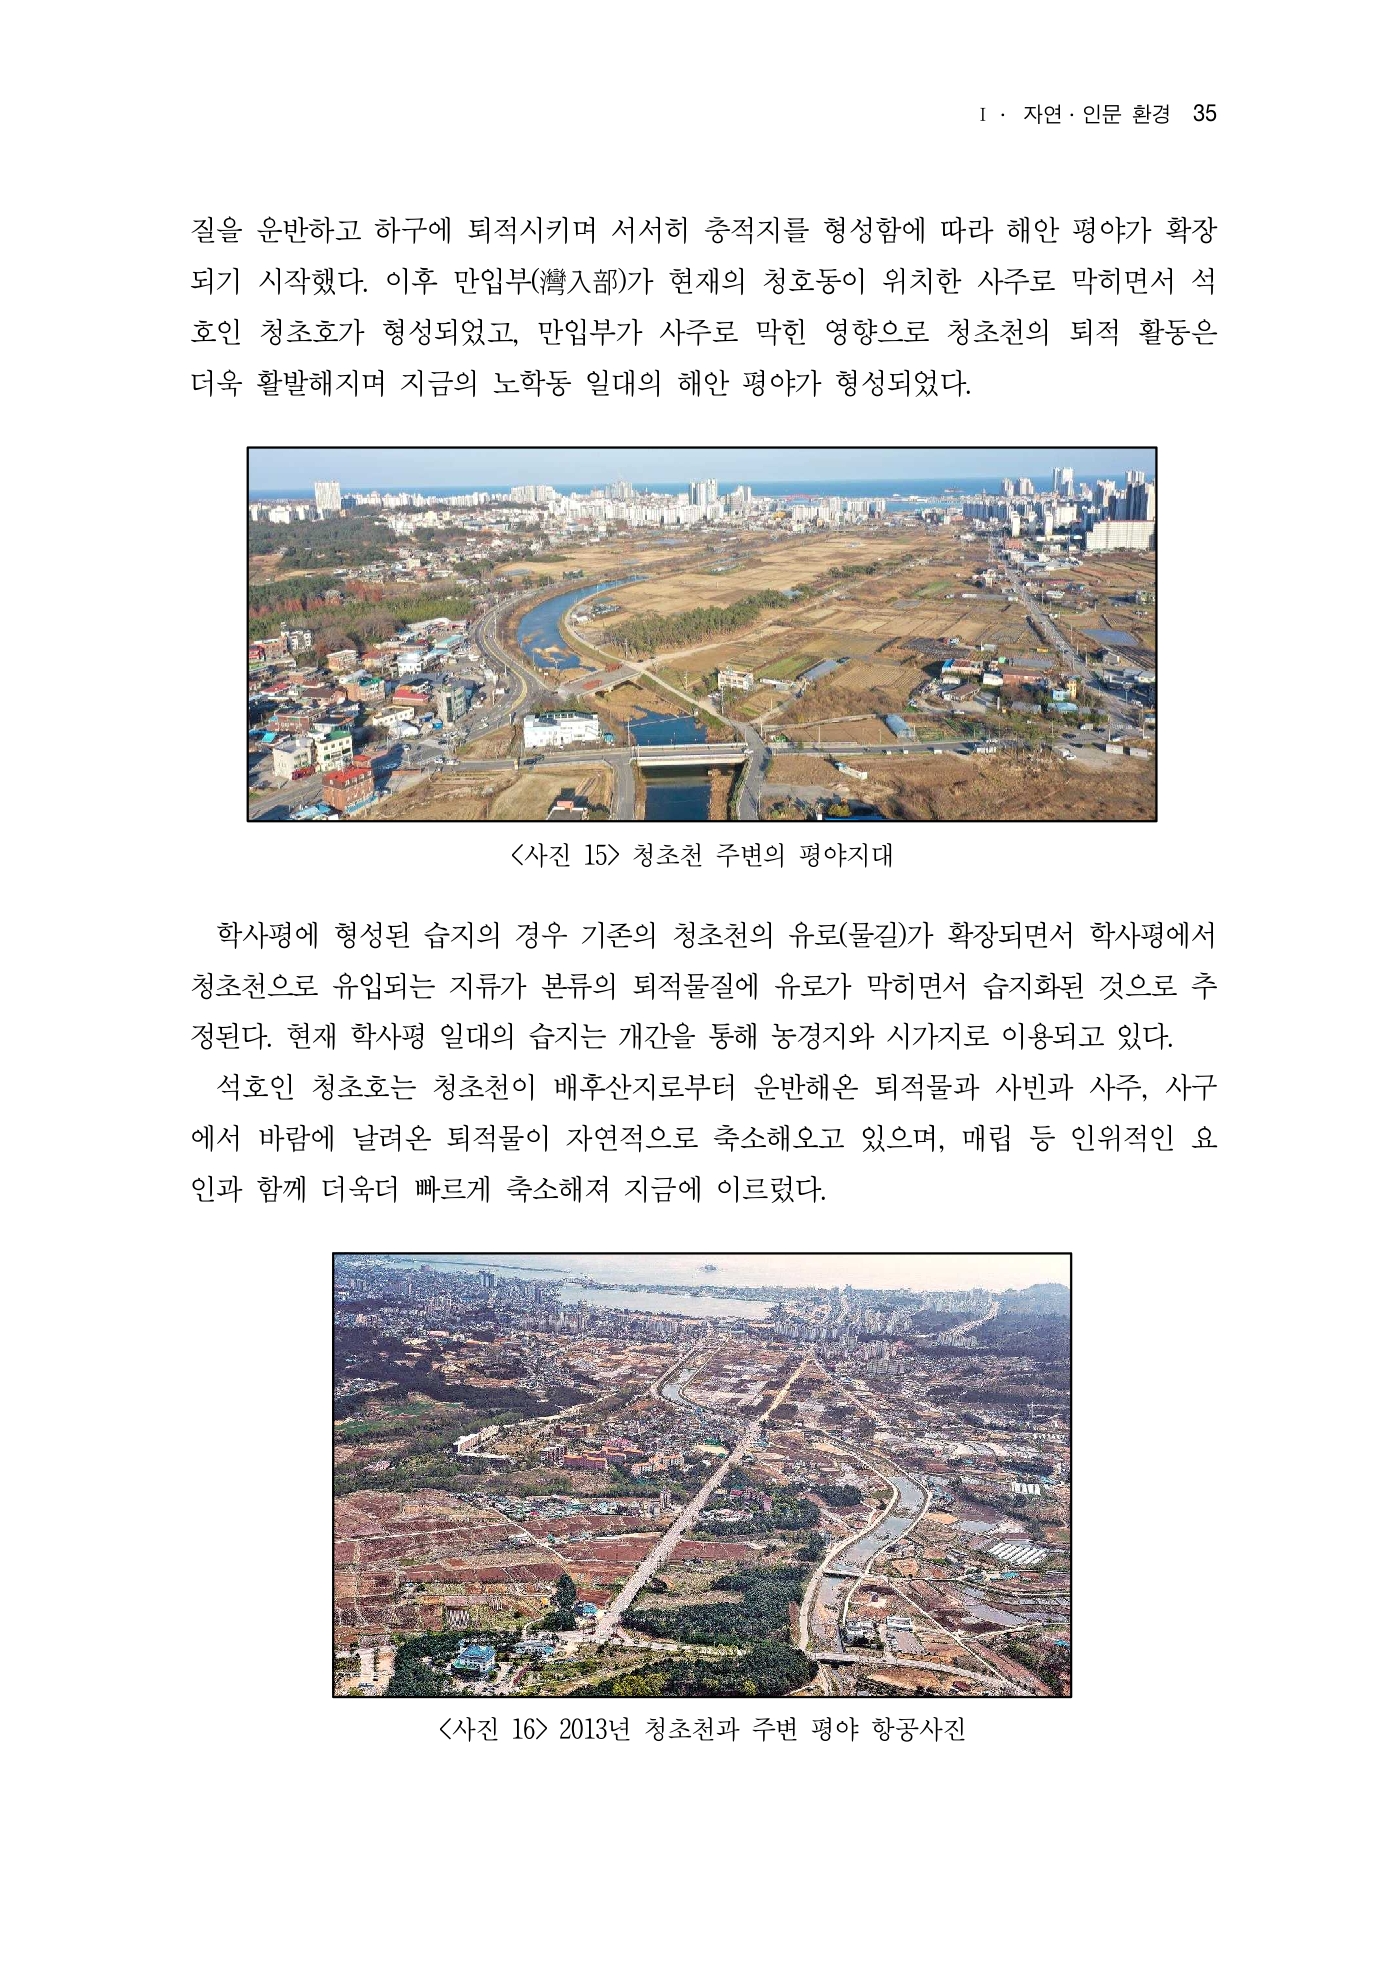 I · 자연·인문 환경 35
질을 운반하고 하구에 퇴적시키며 서서히 충적지를 형성함에 따라 해안 평야가 확장
되기 시작했다. 이후 만입부(灣入部)가 현재의 청호동이 위치한 사주로 막히면서 석
호인 청초호가 형성되었고, 만입부가 사주로 막힌 영향으로 청초천의 퇴적 활동은
더욱 활발해지며 지금의 노학동 일대의 해안 평야가 형성되었다.
<사진 15> 청초천 주변의 평야지대
학사평에 형성된 습지의 경우 기존의 청초천의 유로(물길)가 확장되면서 학사평에서
청초천으로 유입되는 지류가 본류의 퇴적물질에 유로가 막히면서 습지화된 것으로 추
정된다. 현재 학사평 일대의 습지는 개간을 통해 농경지와 시가지로 이용되고 있다.
석호인 청초호는 청초천이 배후산지로부터 운반해온 퇴적물과 사빈과 사주, 사구
에서 바람에 날려온 퇴적물이 자연적으로 축소해오고 있으며, 매립 등 인위적인 요
인과 함께 더욱더 빠르게 축소해져 지금에 이르렀다.
<사진 16> 2013년 청초천과 주변 평야 항공사진